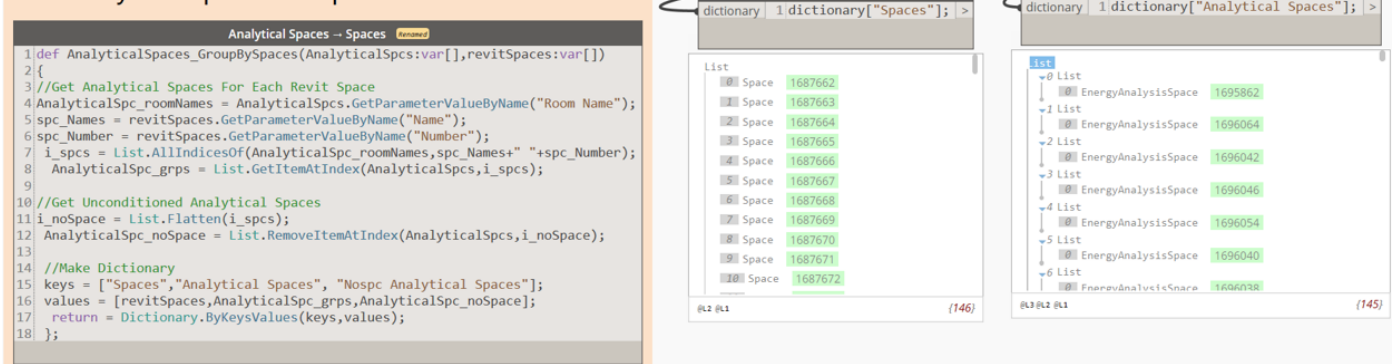 Analytical Spaces → Spaces Renamed
1 def AnalyticalSpaces_GroupBySpaces(AnalyticalSpcs:var[],revitSpaces:var[])
2 {
3 //Get Analytical Spaces For Each Revit Space
4 AnalyticalSpc_roomNames = AnalyticalSpcs.GetParameterValueByName("Room Name");
5 spc_Names = revitSpaces.GetParameterValueByName("Name");
6 spc_Number = revitSpaces.GetParameterValueByName("Number");
7 i_spcs = List.AllIndicesOf(AnalyticalSpc_roomNames,spc_Names+" "+spc_Number);
8 AnalyticalSpc_grps = List.GetItemAtIndex(AnalyticalSpcs,i_spcs);
9
10 //Get Unconditioned Analytical Spaces
11 i_noSpace = List.Flatten(i_spcs);
12 AnalyticalSpc_noSpace = List.RemoveItemAtIndex(AnalyticalSpcs,i_noSpace);
13
14 //Make Dictionary
15 keys = ["Spaces","Analytical Spaces", "Nospc Analytical Spaces"];
16 values = [revitSpaces,AnalyticalSpc_grps,AnalyticalSpc_noSpace];
17 return = Dictionary.ByKeysValues(keys,values);
18 };
dictionary 1 dictionary["Spaces"]; >
List
0 Space 1687662
1 Space 1687663
2 Space 1687664
3 Space 1687665
4 Space 1687666
5 Space 1687667
6 Space 1687668
7 Space 1687669
8 Space 1687670
9 Space 1687671
10 Space 1687672
@L2 @L1 {146}
dictionary 1 dictionary["Analytical Spaces"]; >
List
0 List
0 EnergyAnalysisSpace 1695862
1 List
0 EnergyAnalysisSpace 1696064
2 List
0 EnergyAnalysisSpace 1696042
3 List
0 EnergyAnalysisSpace 1696046
4 List
0 EnergyAnalysisSpace 1696054
5 List
0 EnergyAnalysisSpace 1696040
6 List
0 EnergyAnalysisSpace 1696038
@L3 @L2 @L1 {145}